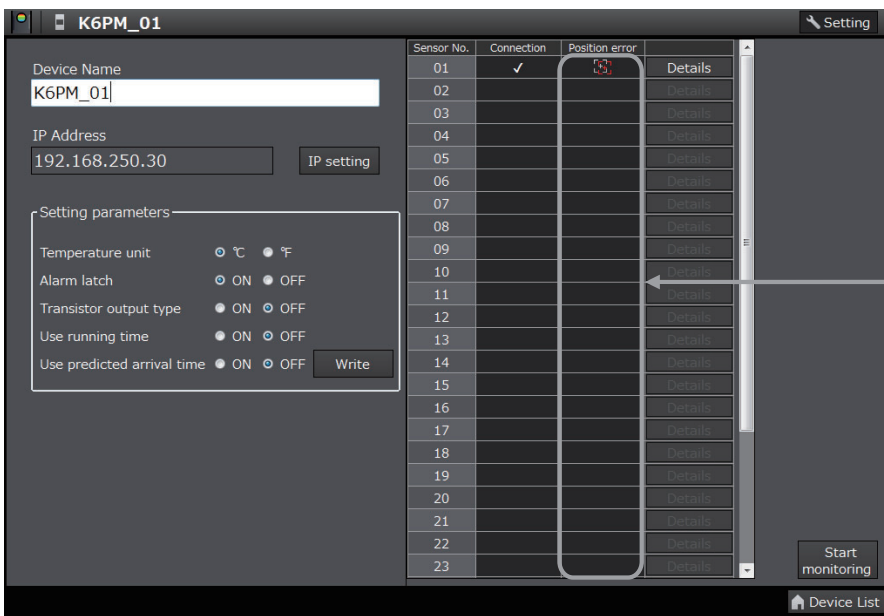 K6PM_01
Setting
Device Name
K6PM_01
IP Address
192.168.250.30
IP setting
Setting parameters
Temperature unit ℃ ℉
Alarm latch ON OFF
Transistor output type ON OFF
Use running time ON OFF
Use predicted arrival time ON OFF Write
Sensor No. Connection Position error
01 ✓ Details
02 Details
03 Details
04 Details
05 Details
06 Details
07 Details
08 Details
09 Details
10 Details
11 Details
12 Details
13 Details
14 Details
15 Details
16 Details
17 Details
18 Details
19 Details
20 Details
21 Details
22 Details
23 Details
Start
monitoring
Device List